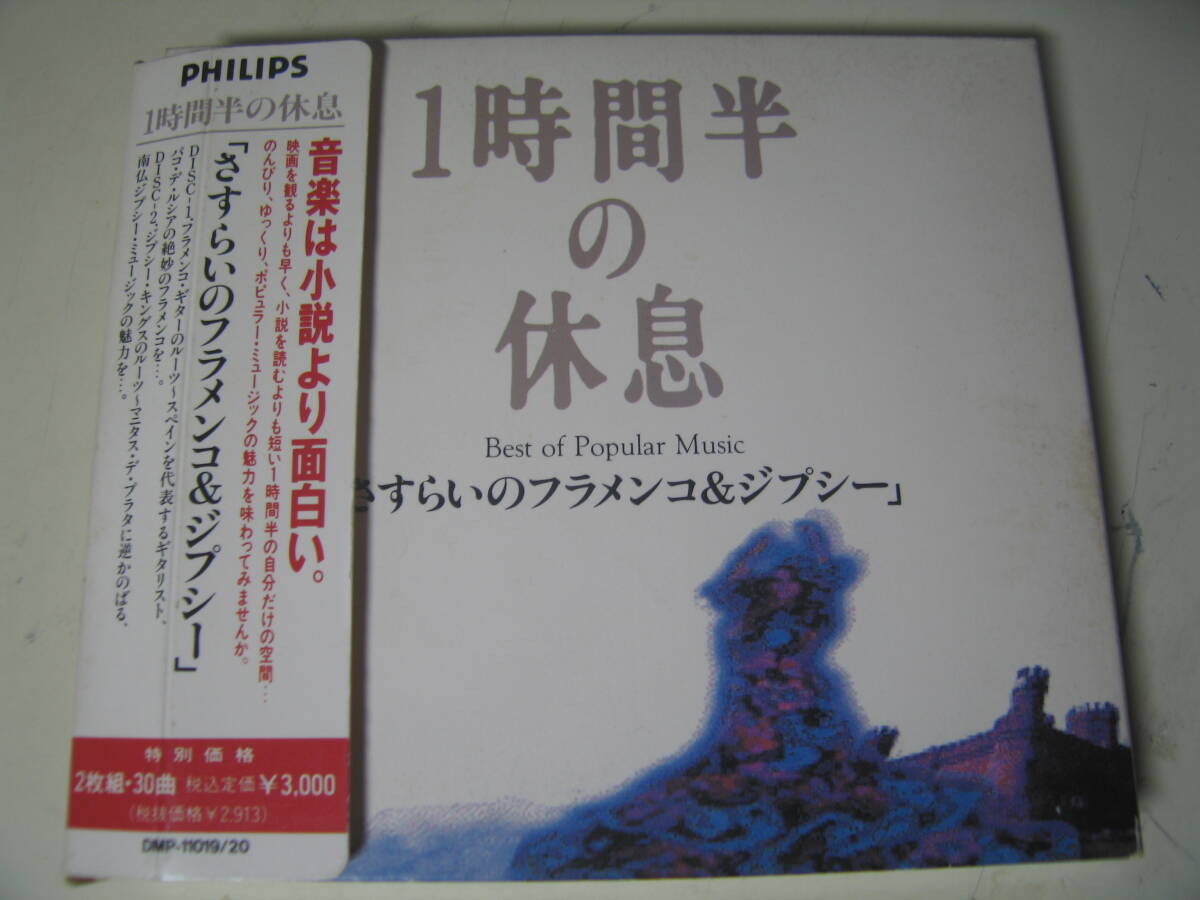 PHILIPS
1時間半の休息
音楽は小説より面白い。
映画を観るよりも早く、小説を読むよりも短い1時間半の自分だけの空間…
のんびり、ゆっくり、ポピュラー・ミュージックの魅力を味わってみませんか。
「さすらいのフラメンコ&ジプシー」
DISC-1、フラメンコ・ギターのルーツ〜スペインを代表するギタリスト、
パコ・デ・ルシアの絶妙のフラメンコを…。
DISC-2、ジプシー・キングスのルーツ〜マニタス・デ・プラタに逆かのぼる、
南仏ジプシー・ミュージックの魅力を…。
特別価格
2枚組・30曲 税込定価¥3,000
(税抜価格¥2,913)
DMP-11019/20
1時間半
の
休息
Best of Popular Music
さすらいのフラメンコ&ジプシー」